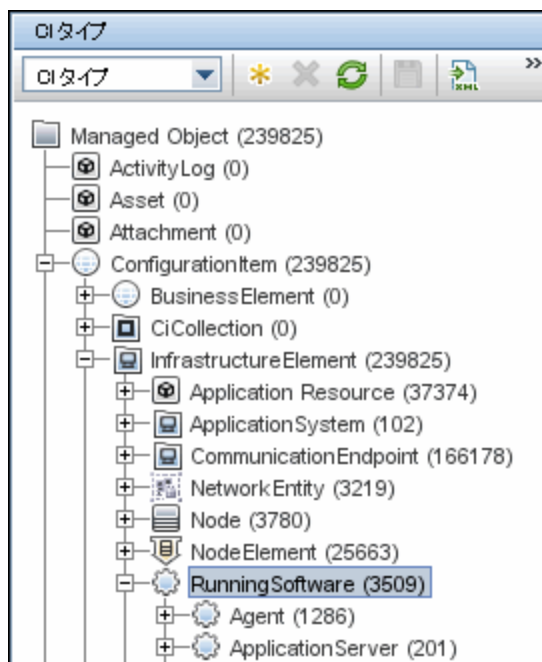 CIタイプ
CIタイプ
XML
Managed Object (239825)
ActivityLog (0)
Asset (0)
Attachment (0)
ConfigurationItem (239825)
BusinessElement (0)
CiCollection (0)
InfrastructureElement (239825)
Application Resource (37374)
ApplicationSystem (102)
CommunicationEndpoint (166178)
NetworkEntity (3219)
Node (3780)
NodeElement (25663)
RunningSoftware (3509)
Agent (1286)
ApplicationServer (201)